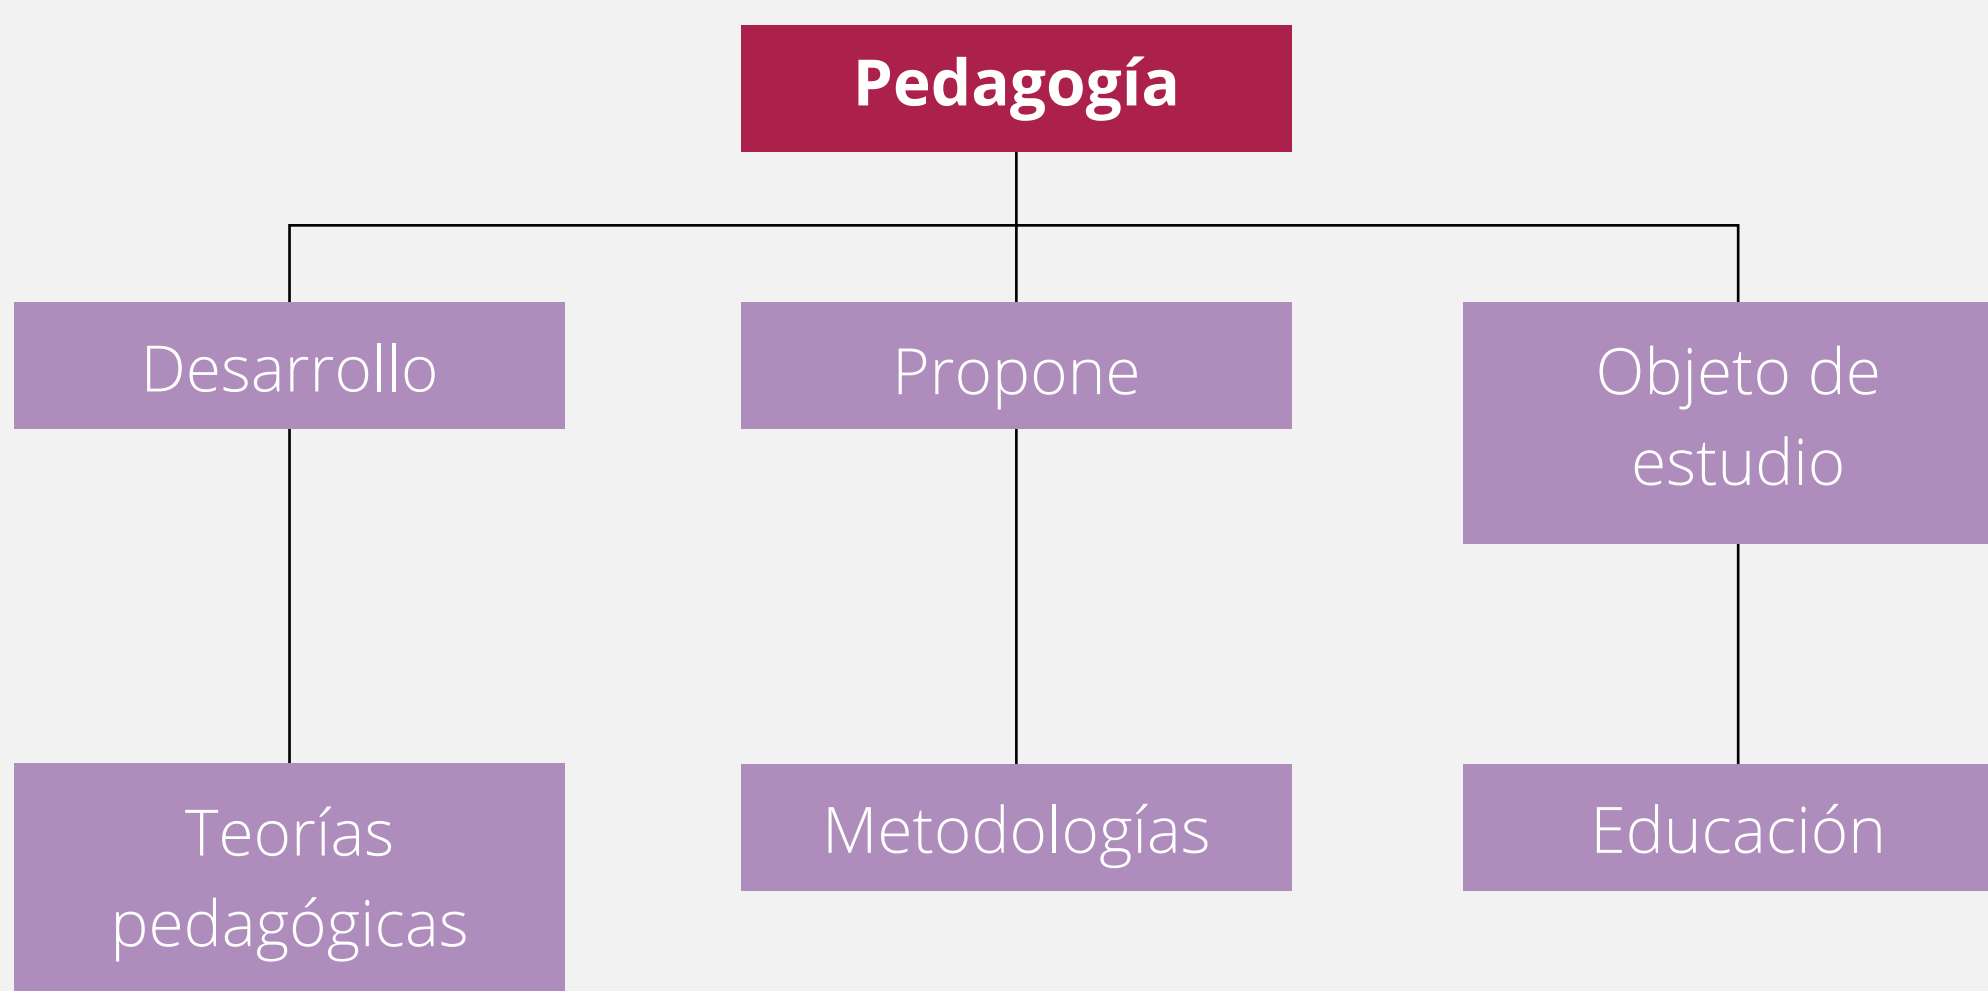 Pedagogía
Desarrollo
Propone
Objeto de
estudio
Teorías
pedagógicas
Metodologías
Educación